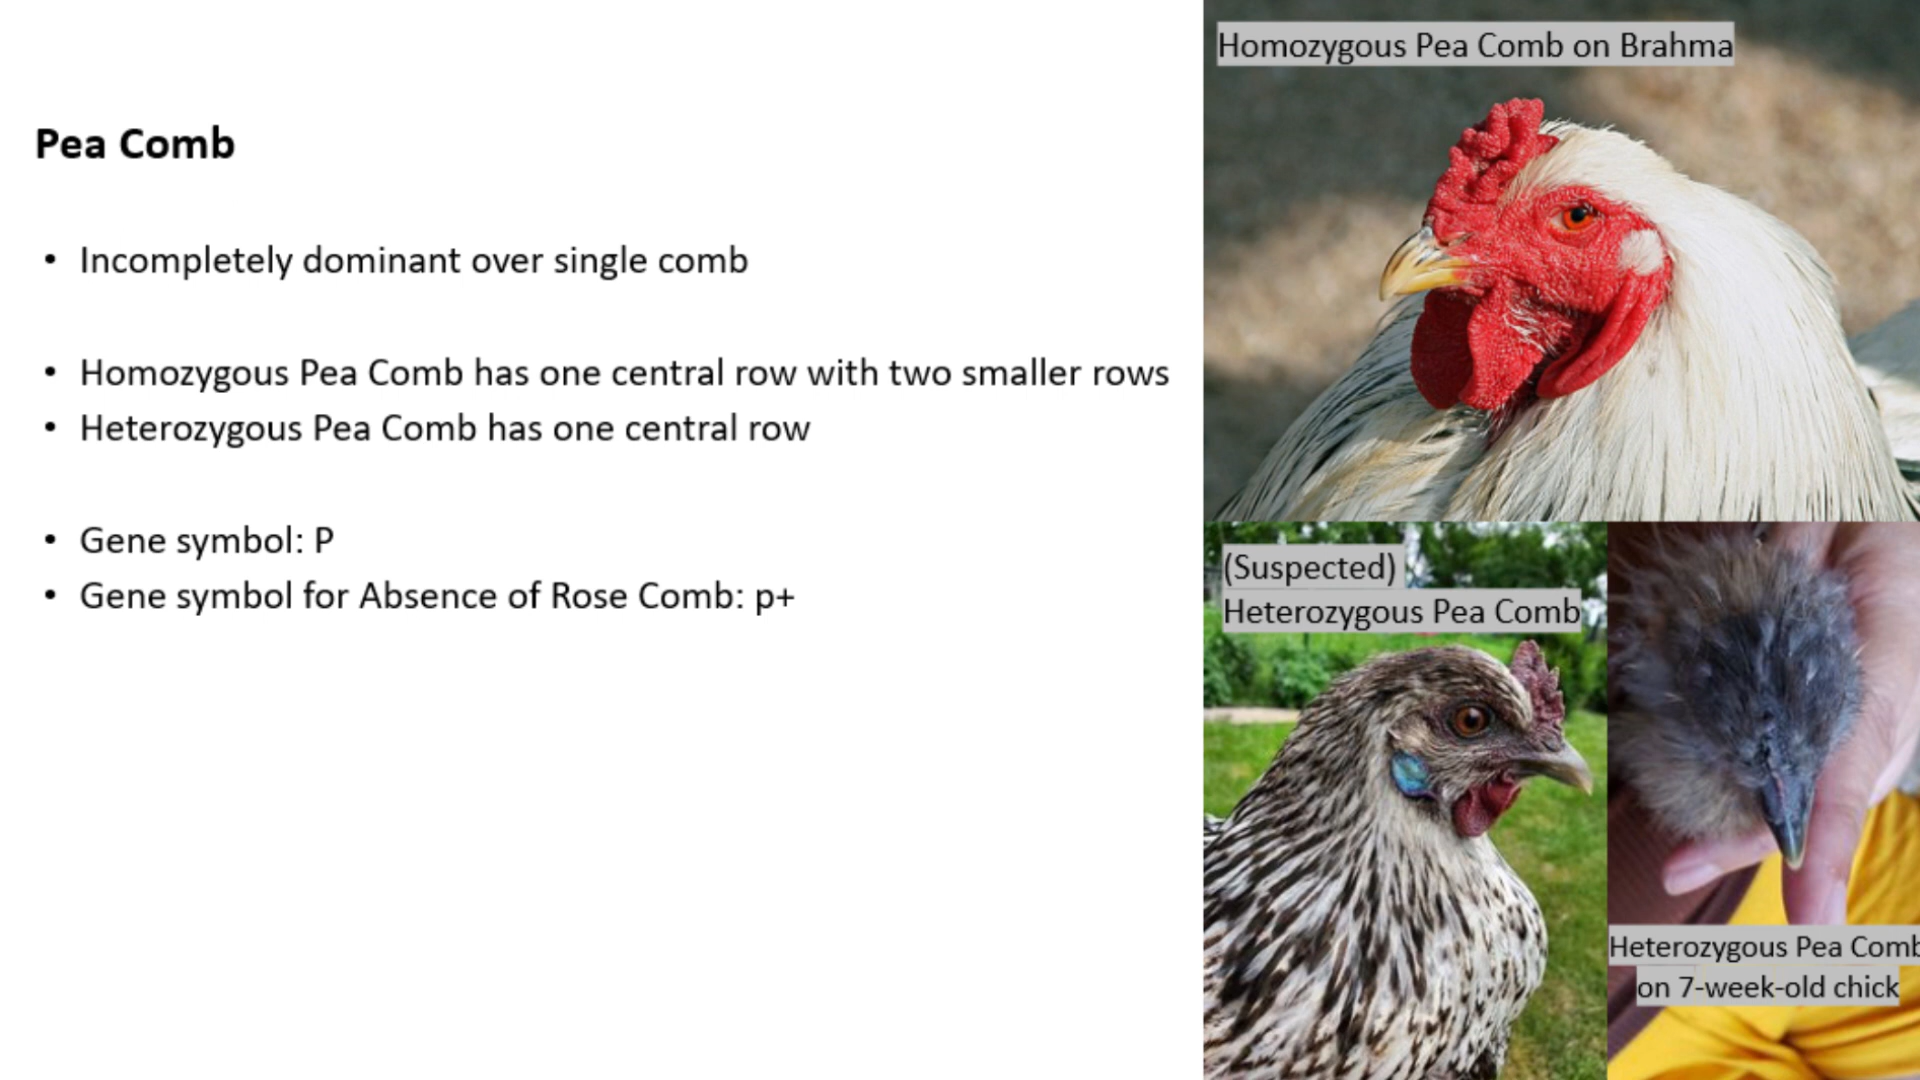 Pea Comb
• Incompletely dominant over single comb
• Homozygous Pea Comb has one central row with two smaller rows
• Heterozygous Pea Comb has one central row
• Gene symbol: P
• Gene symbol for Absence of Rose Comb: p+
Homozygous Pea Comb on Brahma
(Suspected)
Heterozygous Pea Comb
Heterozygous Pea Comb
on 7-week-old chick